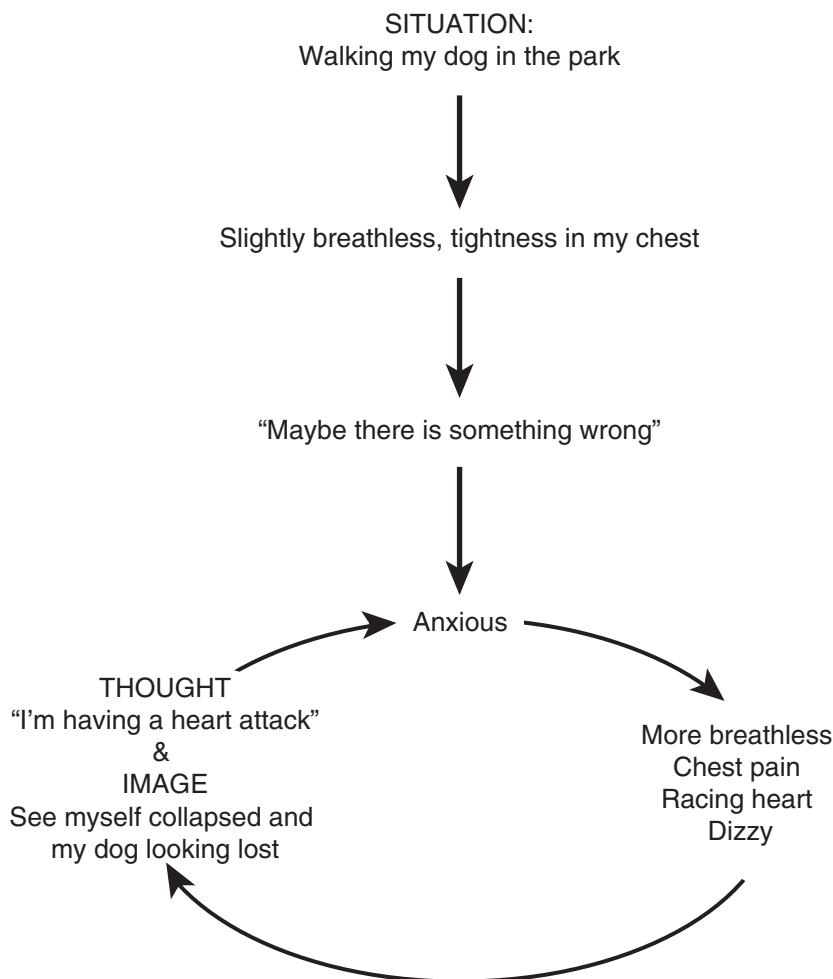 SITUATION:
Walking my dog in the park
Slightly breathless, tightness in my chest
“Maybe there is something wrong”
Anxious
THOUGHT
“I’m having a heart attack”
&
IMAGE
See myself collapsed and
my dog looking lost
More breathless
Chest pain
Racing heart
Dizzy